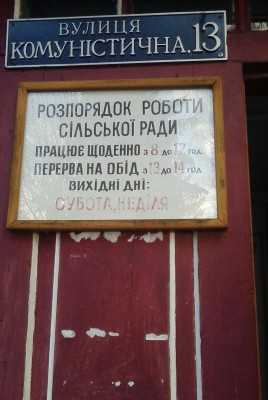 ВУЛИЦЯ
КОМУНІСТИЧНА, 13
РОЗПОРЯДОК РОБОТИ
СІЛЬСЬКОЇ РАДИ
ПРАЦЮЄ ЩОДЕННО з 8 до 17 год.
ПЕРЕРВА НА ОБІД з 13 до 14 год
ВИХІДНІ ДНІ:
СУБОТА, НЕДІЛЯ